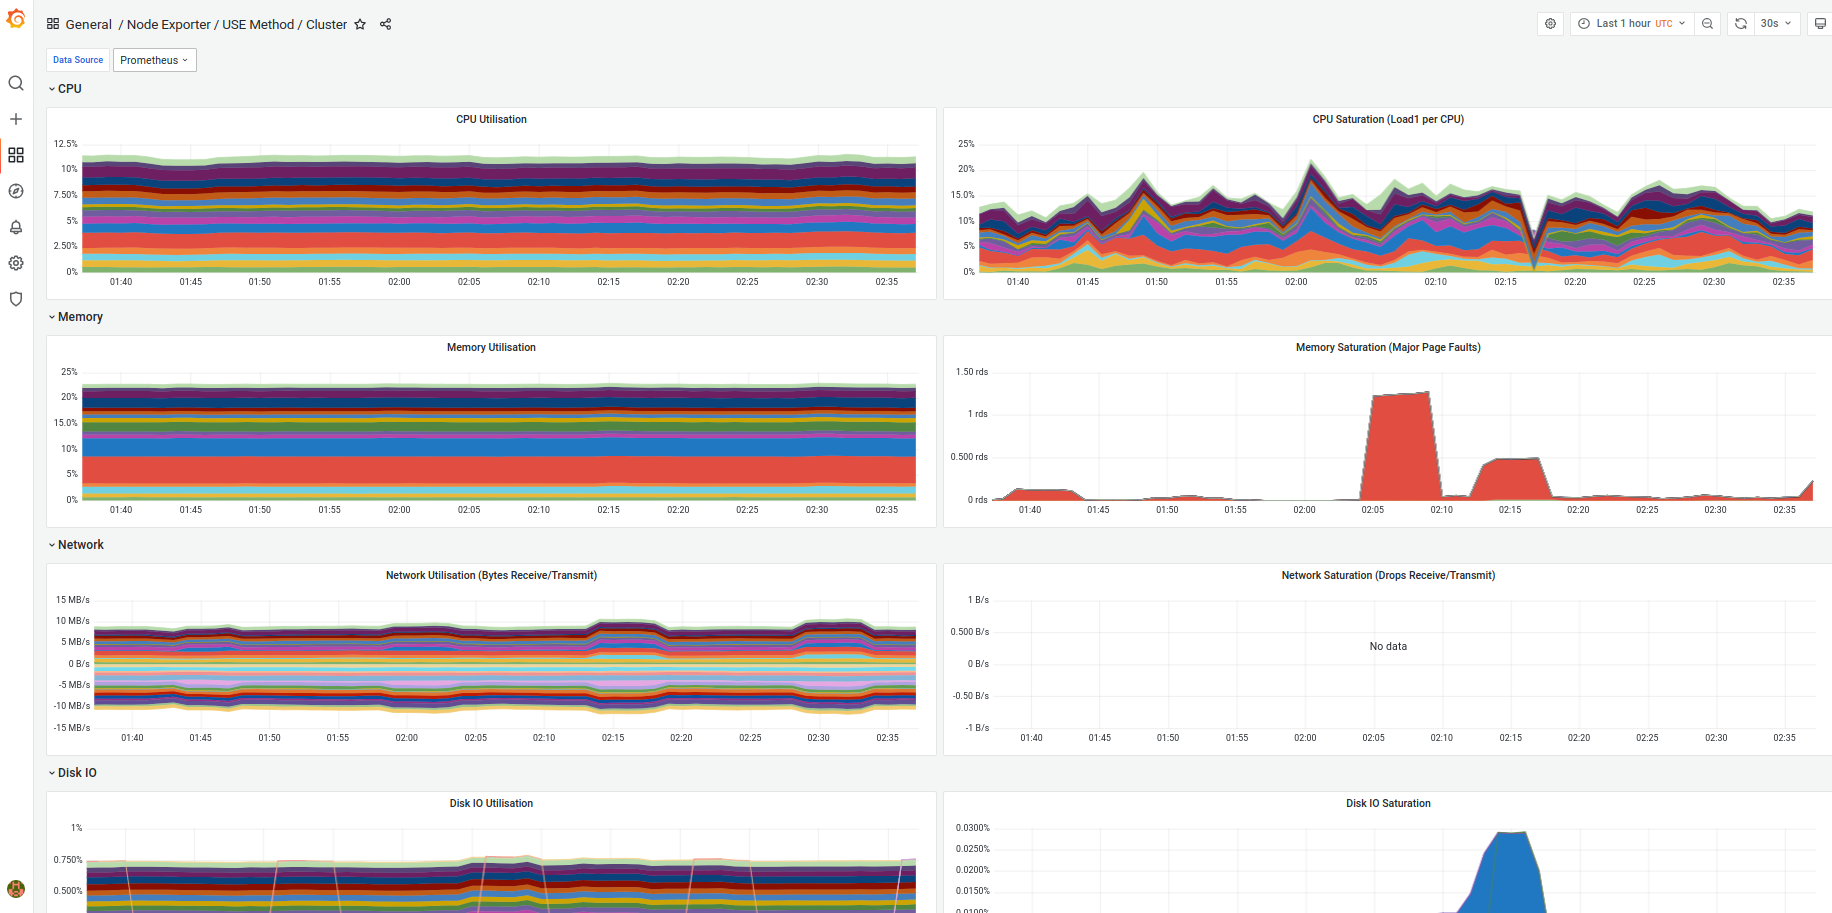 General / Node Exporter / USE Method / Cluster
Last 1 hour UTC
30s
Data Source
Prometheus
CPU
CPU Utilisation
12.5%
10%
7.50%
5%
2.50%
0%
01:40 01:45 01:50 01:55 02:00 02:05 02:10 02:15 02:20 02:25 02:30 02:35
CPU Saturation (Load1 per CPU)
25%
20%
15.0%
10%
5%
0%
01:40 01:45 01:50 01:55 02:00 02:05 02:10 02:15 02:20 02:25 02:30 02:35
Memory
Memory Utilisation
25%
20%
15.0%
10%
5%
0%
01:40 01:45 01:50 01:55 02:00 02:05 02:10 02:15 02:20 02:25 02:30 02:35
Memory Saturation (Major Page Faults)
1.50 rds
1 rds
0.500 rds
0 rds
01:40 01:45 01:50 01:55 02:00 02:05 02:10 02:15 02:20 02:25 02:30 02:35
Network
Network Utilisation (Bytes Receive/Transmit)
15 MB/s
10 MB/s
5 MB/s
0 B/s
-5 MB/s
-10 MB/s
-15 MB/s
01:40 01:45 01:50 01:55 02:00 02:05 02:10 02:15 02:20 02:25 02:30 02:35
Network Saturation (Drops Receive/Transmit)
1 B/s
0.500 B/s
0 B/s
-0.50 B/s
-1 B/s
No data
01:40 01:45 01:50 01:55 02:00 02:05 02:10 02:15 02:20 02:25 02:30 02:35
Disk IO
Disk IO Utilisation
1%
0.750%
0.500%
Disk IO Saturation
0.0300%
0.0250%
0.0200%
0.0150%
0.0100%